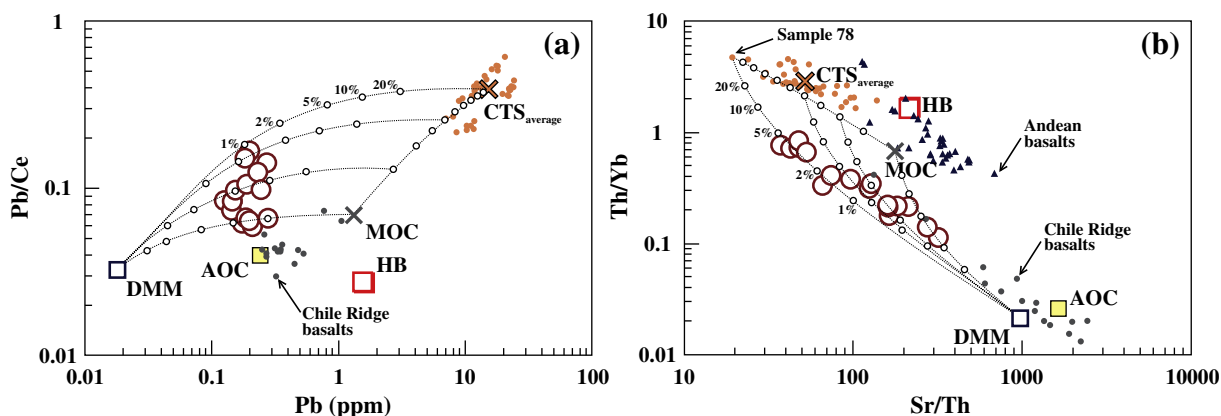 (a)
1
0.1
0.01
Pb/Ce
0.01
0.1
1
10
100
Pb (ppm)
1%
2%
5%
10%
20%
CTSaverage
MOC
AOC
HB
DMM
Chile Ridge
basalts
(b)
10
1
0.1
0.01
Th/Yb
10
100
1000
10000
Sr/Th
Sample 78
CTSaverage
20%
10%
5%
2%
1%
HB
MOC
Andean
basalts
Chile Ridge
basalts
AOC
DMM